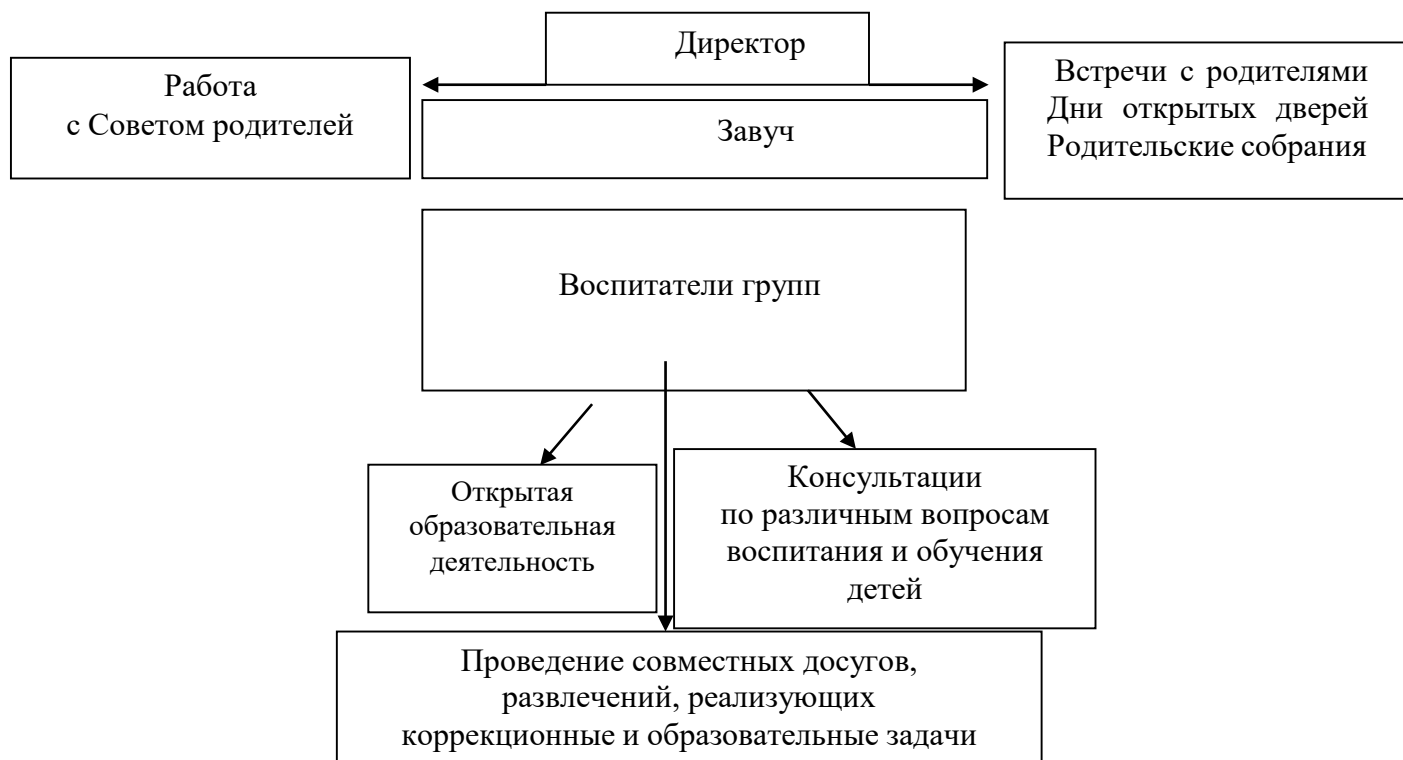 Директор
Работа
с Советом родителей
Завуч
Встречи с родителями
Дни открытых дверей
Родительские собрания
Воспитатели групп
Открытая
образовательная
деятельность
Консультации
по различным вопросам
воспитания и обучения
детей
Проведение совместных досугов,
развлечений, реализующих
коррекционные и образовательные задачи